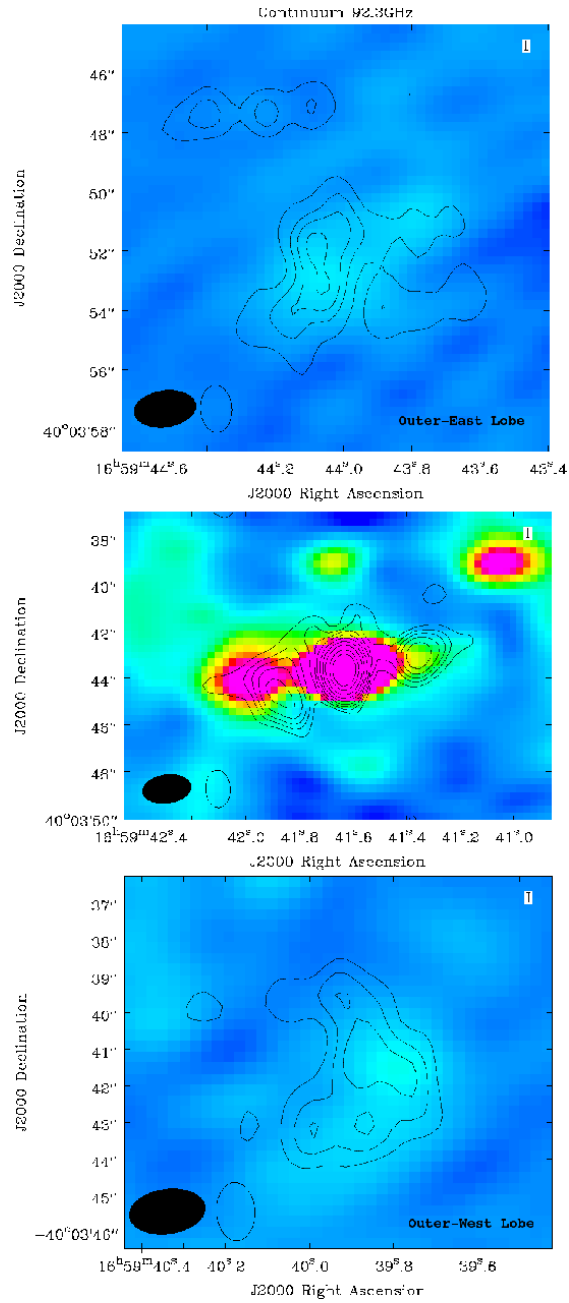 Continuum 92.3GHz
I
46"
48"
50"
52"
54"
56"
40°03'58"
J2000 Declination
Outer-East Lobe
16h59m44s.6 44s.2 44s.0 43s.8 43s.6 43s.4
J2000 Right Ascension
I
38"
40"
42"
44"
46"
48"
40°03'50"
J2000 Declination
16h59m42s.4 42s.0 41s.8 41s.6 41s.4 41s.2 41s.0
J2000 Right Ascension
I
37"
38"
39"
40"
41"
42"
43"
44"
45"
-40°03'46"
J2000 Declination
Outer-West Lobe
16h59m40s.4 40s.2 40s.0 39s.8 39s.6
J2000 Right Ascension